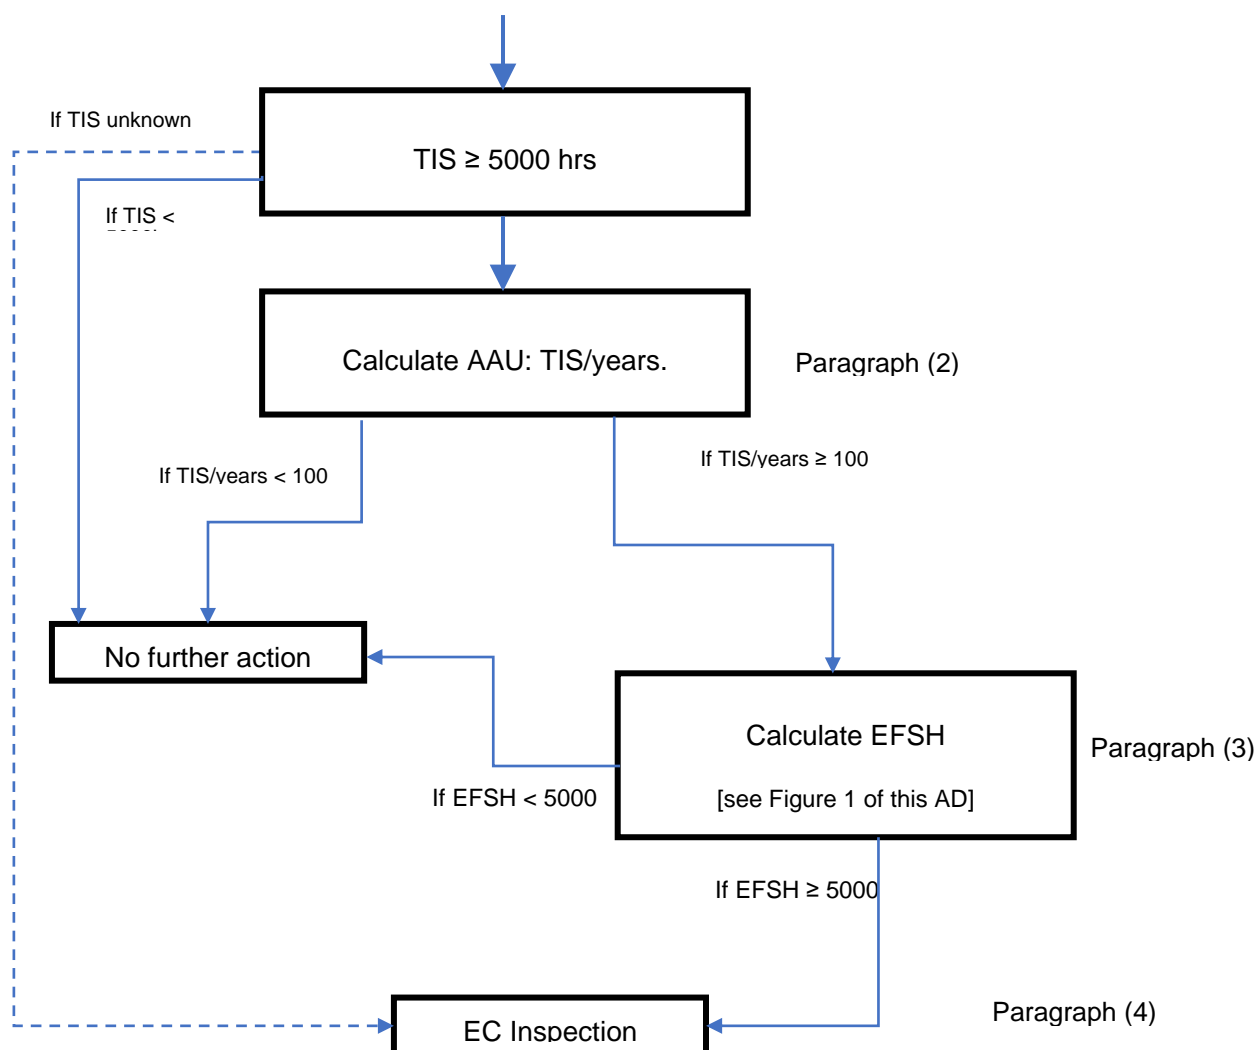 If TIS unknown
TIS ≥ 5000 hrs
If TIS <
Calculate AAU: TIS/years.
Paragraph (2)
If TIS/years < 100
If TIS/years ≥ 100
No further action
Calculate EFSH
[see Figure 1 of this AD]
Paragraph (3)
If EFSH < 5000
If EFSH ≥ 5000
EC Inspection
Paragraph (4)